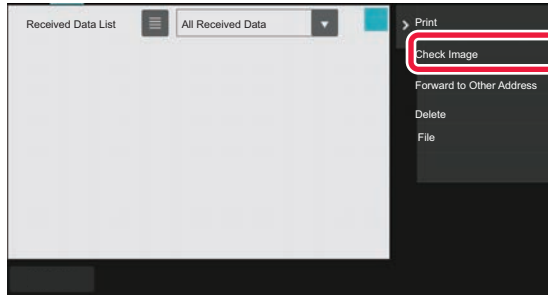 Received Data List
All Received Data
Print
Check Image
Forward to Other Address
Delete
File